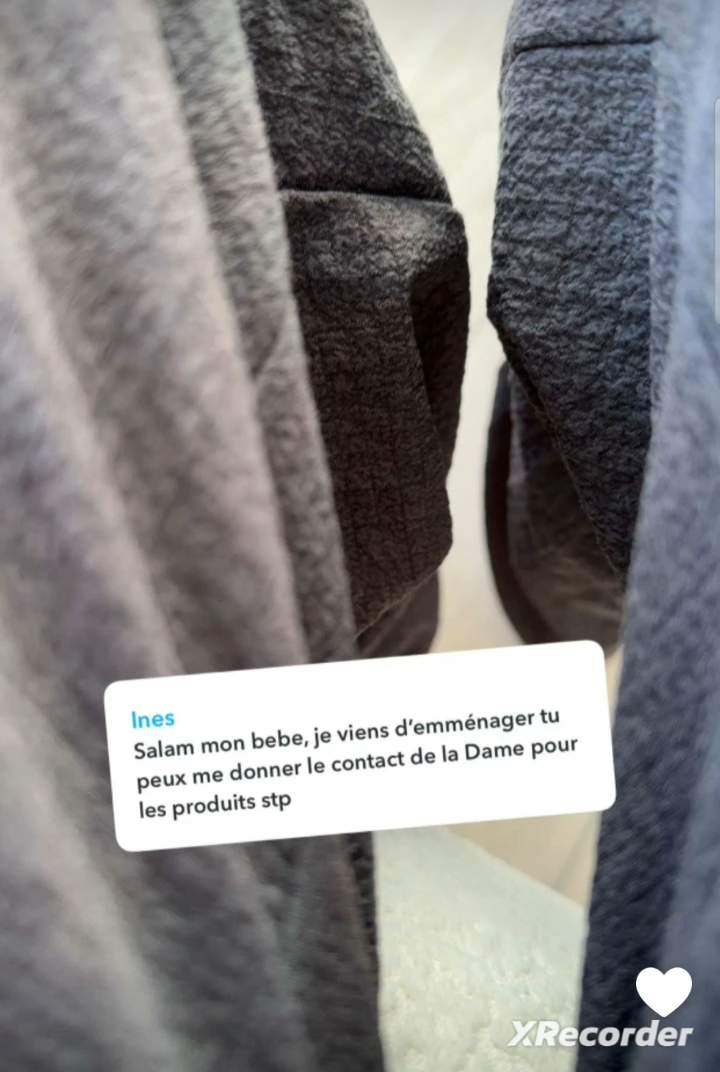 Ines
Salam mon bebe, je viens d’emménager tu
peux me donner le contact de la Dame pour
les produits stp
XRecorder